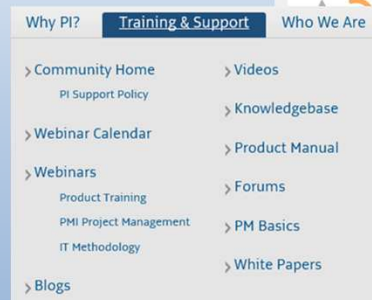 Why PI? Training & Support Who We Are
Community Home
PI Support Policy
Webinar Calendar
Webinars
Product Training
PMI Project Management
IT Methodology
Blogs
Videos
Knowledgebase
Product Manual
Forums
PM Basics
White Papers